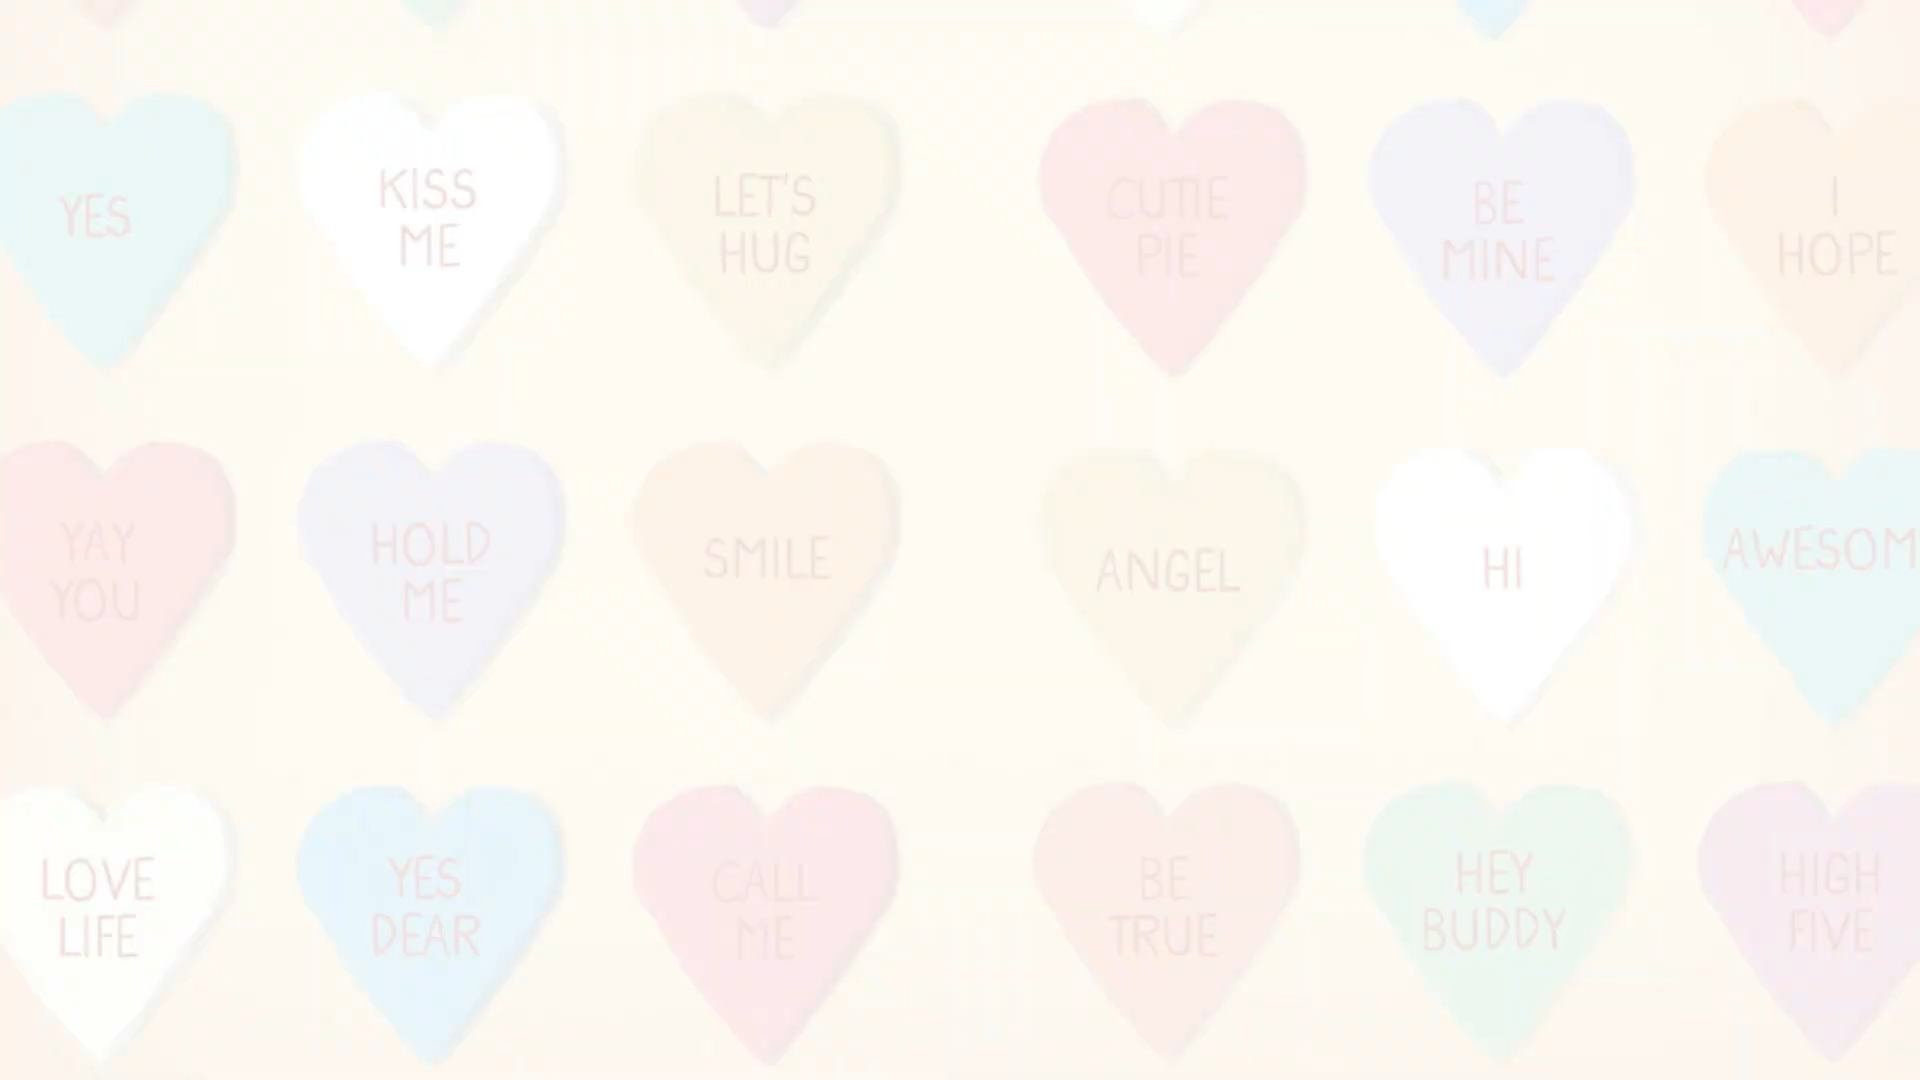 YES
KISS
ME
LET'S
HUG
CUTIE
PIE
BE
MINE
I
HOPE
YAY
YOU
HOLD
ME
SMILE
ANGEL
HI
AWESOM
LOVE
LIFE
YES
DEAR
CALL
ME
BE
TRUE
HEY
BUDDY
HIGH
FIVE